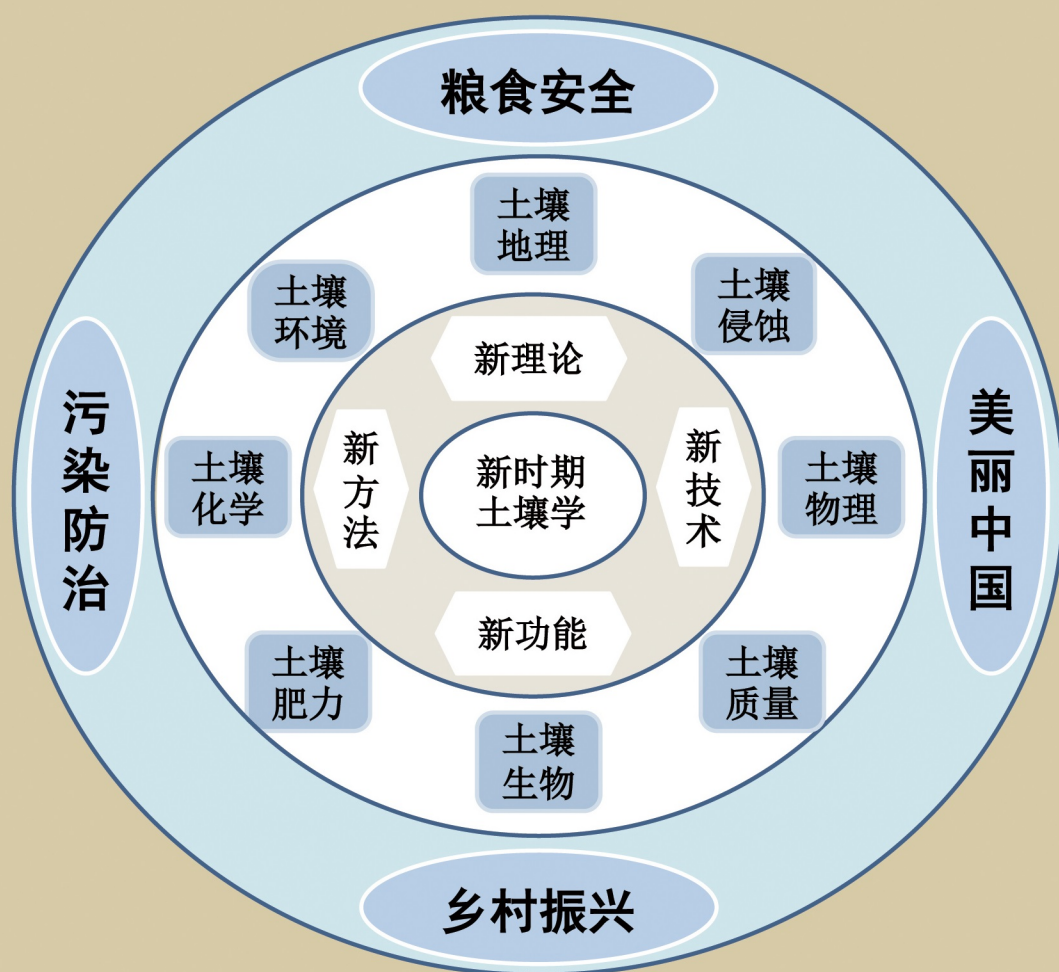 粮食安全
土壤
地理
土壤
环境
土壤
侵蚀
新理论
污染防治
土壤
化学
新方法
新时期
土壤学
新技术
土壤
物理
美丽中国
新功能
土壤
肥力
土壤
质量
土壤
生物
乡村振兴